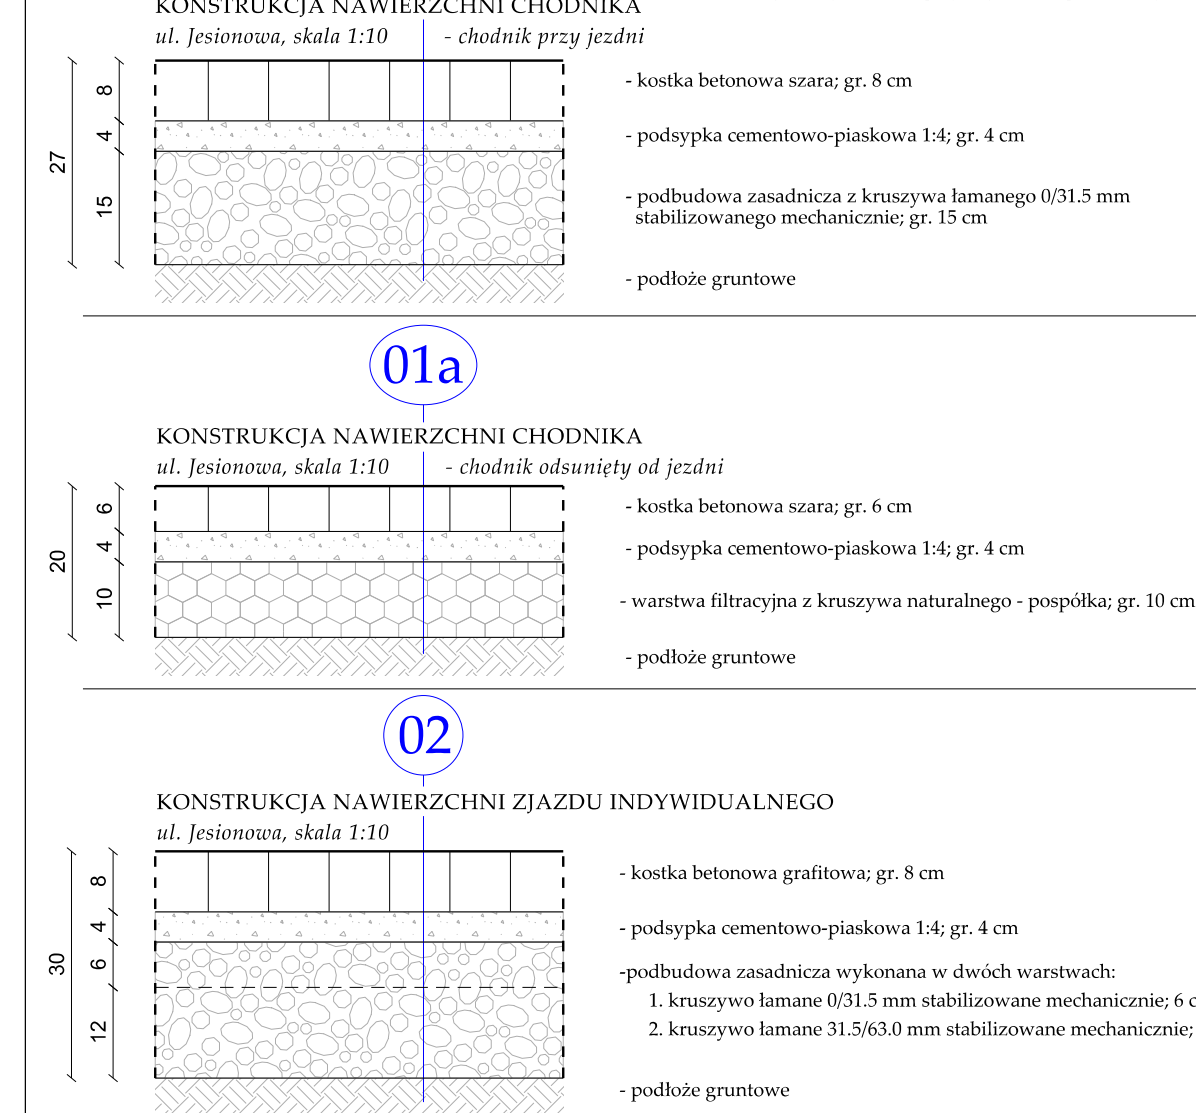 KONSTRUKCJA NAWIERZCHNI CHODNIKA
ul. Jesionowa, skala 1:10 - chodnik przy jezdni
8
4
15
27
- kostka betonowa szara; gr. 8 cm
- podsypka cementowo-piaskowa 1:4; gr. 4 cm
- podbudowa zasadnicza z kruszywa łamanego 0/31.5 mm
stabilizowanego mechanicznie; gr. 15 cm
- podłoże gruntowe
01a
KONSTRUKCJA NAWIERZCHNI CHODNIKA
ul. Jesionowa, skala 1:10 - chodnik odsunięty od jezdni
6
4
10
20
- kostka betonowa szara; gr. 6 cm
- podsypka cementowo-piaskowa 1:4; gr. 4 cm
- warstwa filtracyjna z kruszywa naturalnego - pospółka; gr. 10 cm
- podłoże gruntowe
02
KONSTRUKCJA NAWIERZCHNI ZJAZDU INDYWIDUALNEGO
ul. Jesionowa, skala 1:10
8
4
6
12
30
- kostka betonowa grafitowa; gr. 8 cm
- podsypka cementowo-piaskowa 1:4; gr. 4 cm
-podbudowa zasadnicza wykonana w dwóch warstwach:
1. kruszywo łamane 0/31.5 mm stabilizowane mechanicznie; 6 c
2. kruszywo łamane 31.5/63.0 mm stabilizowane mechanicznie;
- podłoże gruntowe